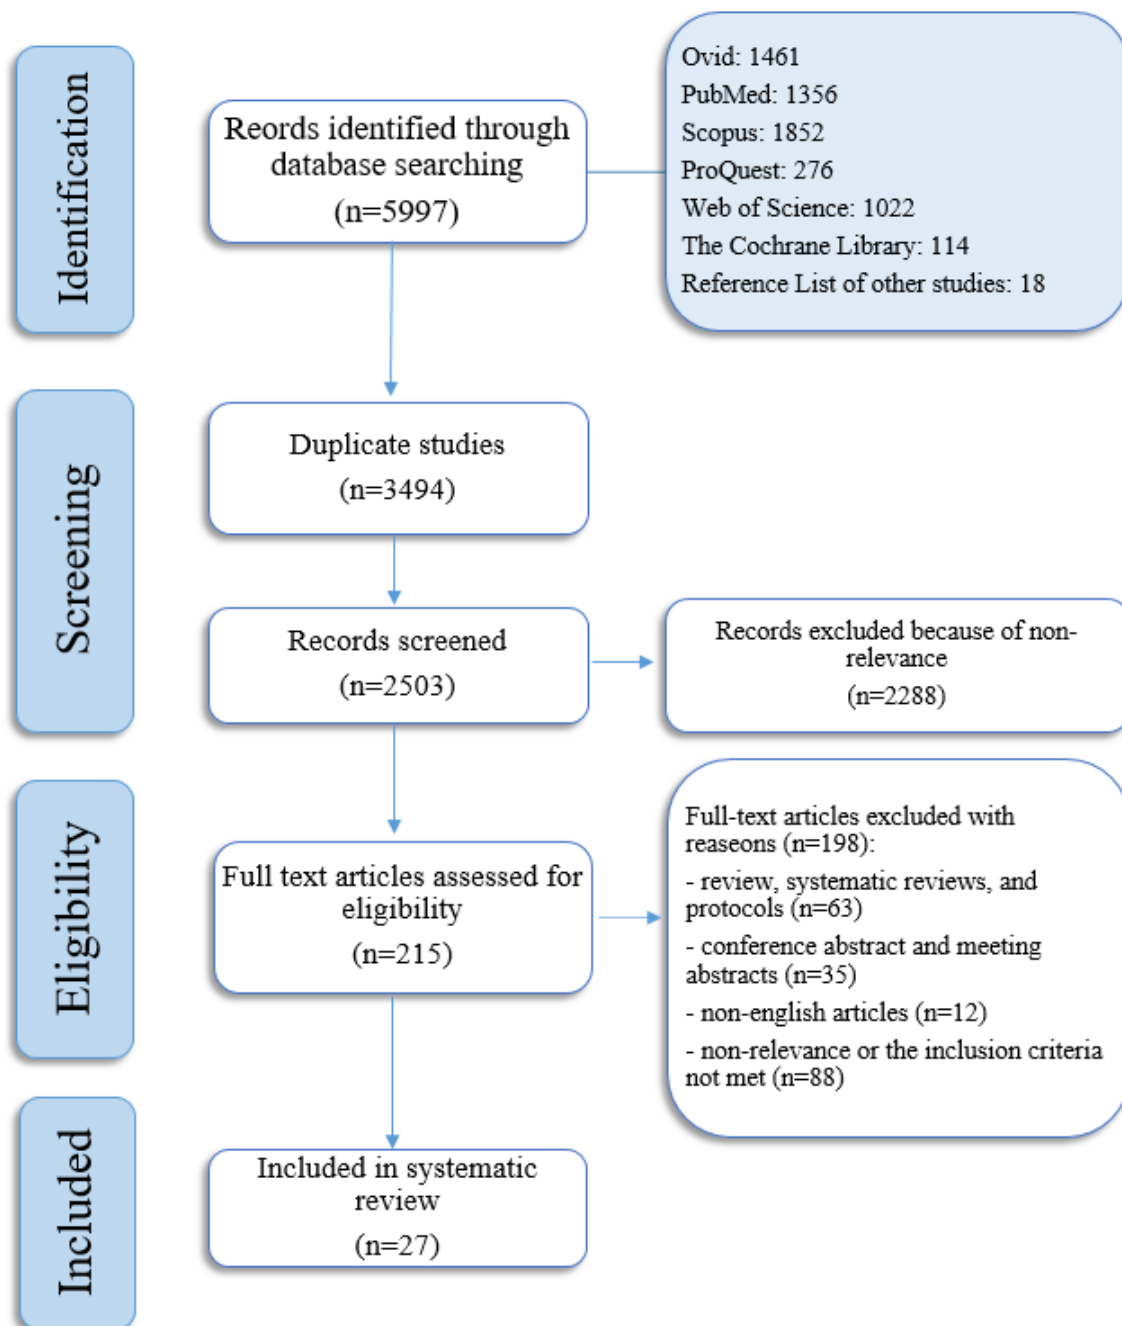 Identification
Reords identified through
database searching
(n=5997)
Ovid: 1461
PubMed: 1356
Scopus: 1852
ProQuest: 276
Web of Science: 1022
The Cochrane Library: 114
Reference List of other studies: 18
Screening
Duplicate studies
(n=3494)
Records screened
(n=2503)
Records excluded because of non-
relevance
(n=2288)
Eligibility
Full text articles assessed for
eligibility
(n=215)
Full-text articles excluded with
reaseons (n=198):
- review, systematic reviews, and
protocols (n=63)
- conference abstract and meeting
abstracts (n=35)
- non-english articles (n=12)
- non-relevance or the inclusion criteria
not met (n=88)
Included
Included in systematic
review
(n=27)